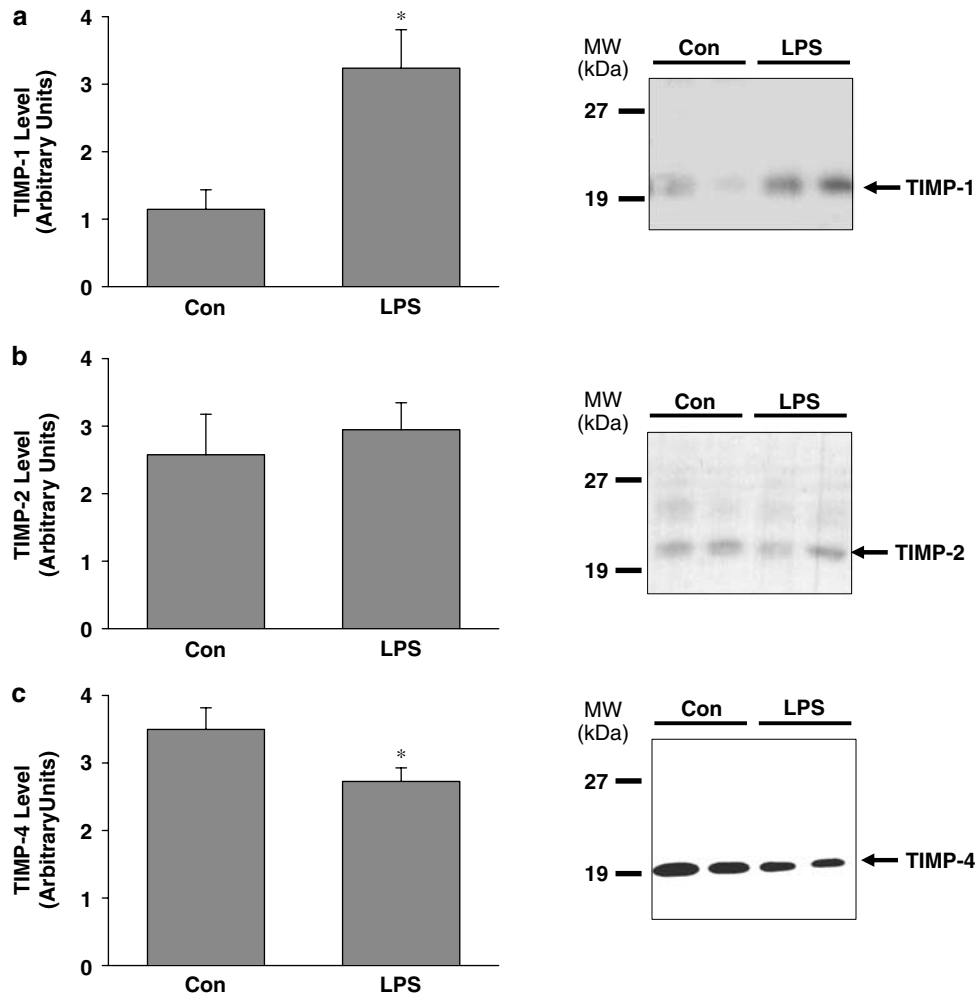 a
TIMP-1 Level
(Arbitrary Units)
4
3
2
1
0
*
Con
LPS
MW
(kDa)
Con
LPS
27
19
TIMP-1
b
TIMP-2 Level
(Arbitrary Units)
4
3
2
1
0
Con
LPS
MW
(kDa)
Con
LPS
27
19
TIMP-2
c
TIMP-4 Level
(ArbitraryUnits)
4
3
2
1
0
*
Con
LPS
MW
(kDa)
Con
LPS
27
19
TIMP-4